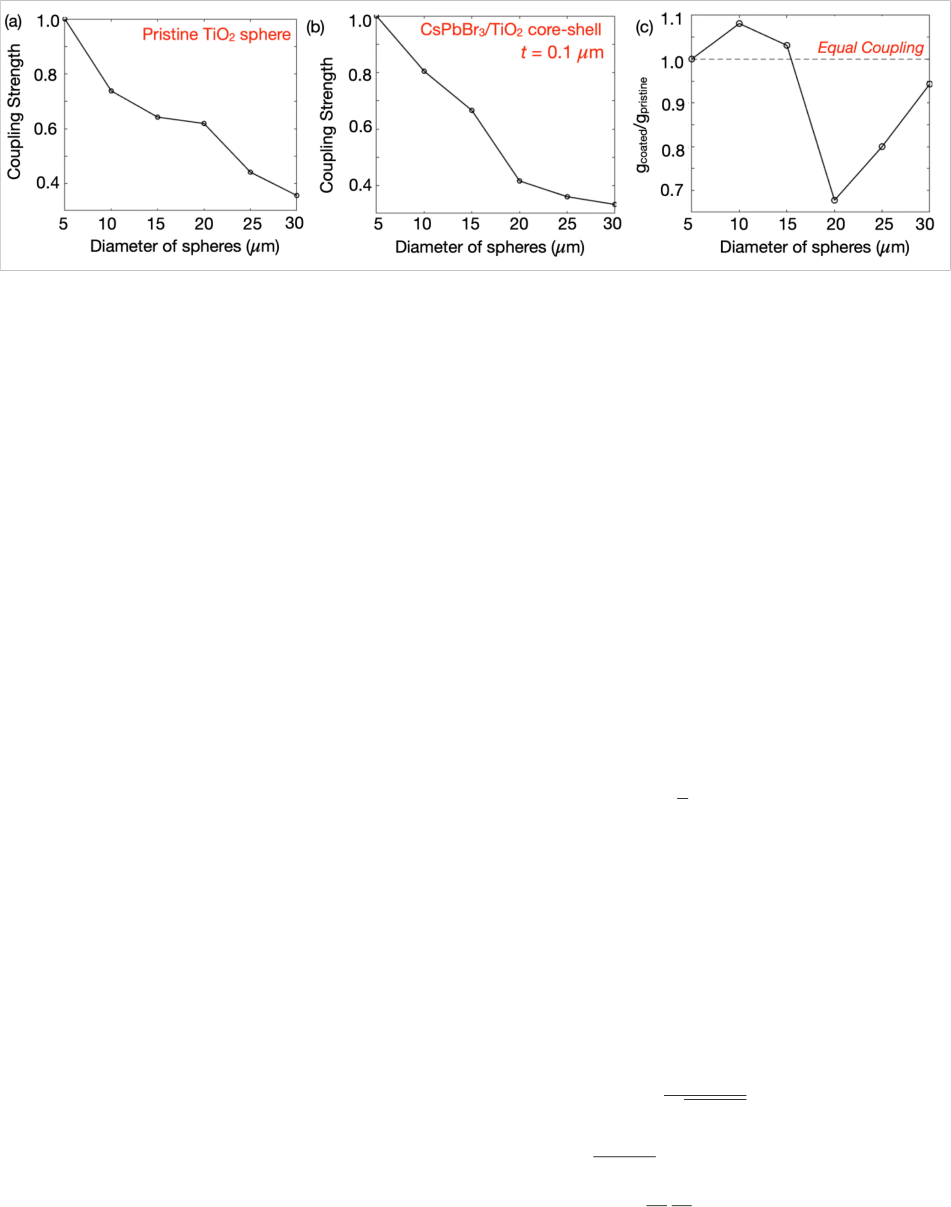 (a)
Pristine TiO₂ sphere
Coupling Strength
1.0
0.8
0.6
0.4
5 10 15 20 25 30
Diameter of spheres (μm)
(b)
CsPbBr₃/TiO₂ core-shell
t = 0.1 μm
Coupling Strength
1.0
0.8
0.6
0.4
5 10 15 20 25 30
Diameter of spheres (μm)
(c)
Equal Coupling
gcoated/gpristine
1.1
1.0
0.9
0.8
0.7
5 10 15 20 25 30
Diameter of spheres (μm)